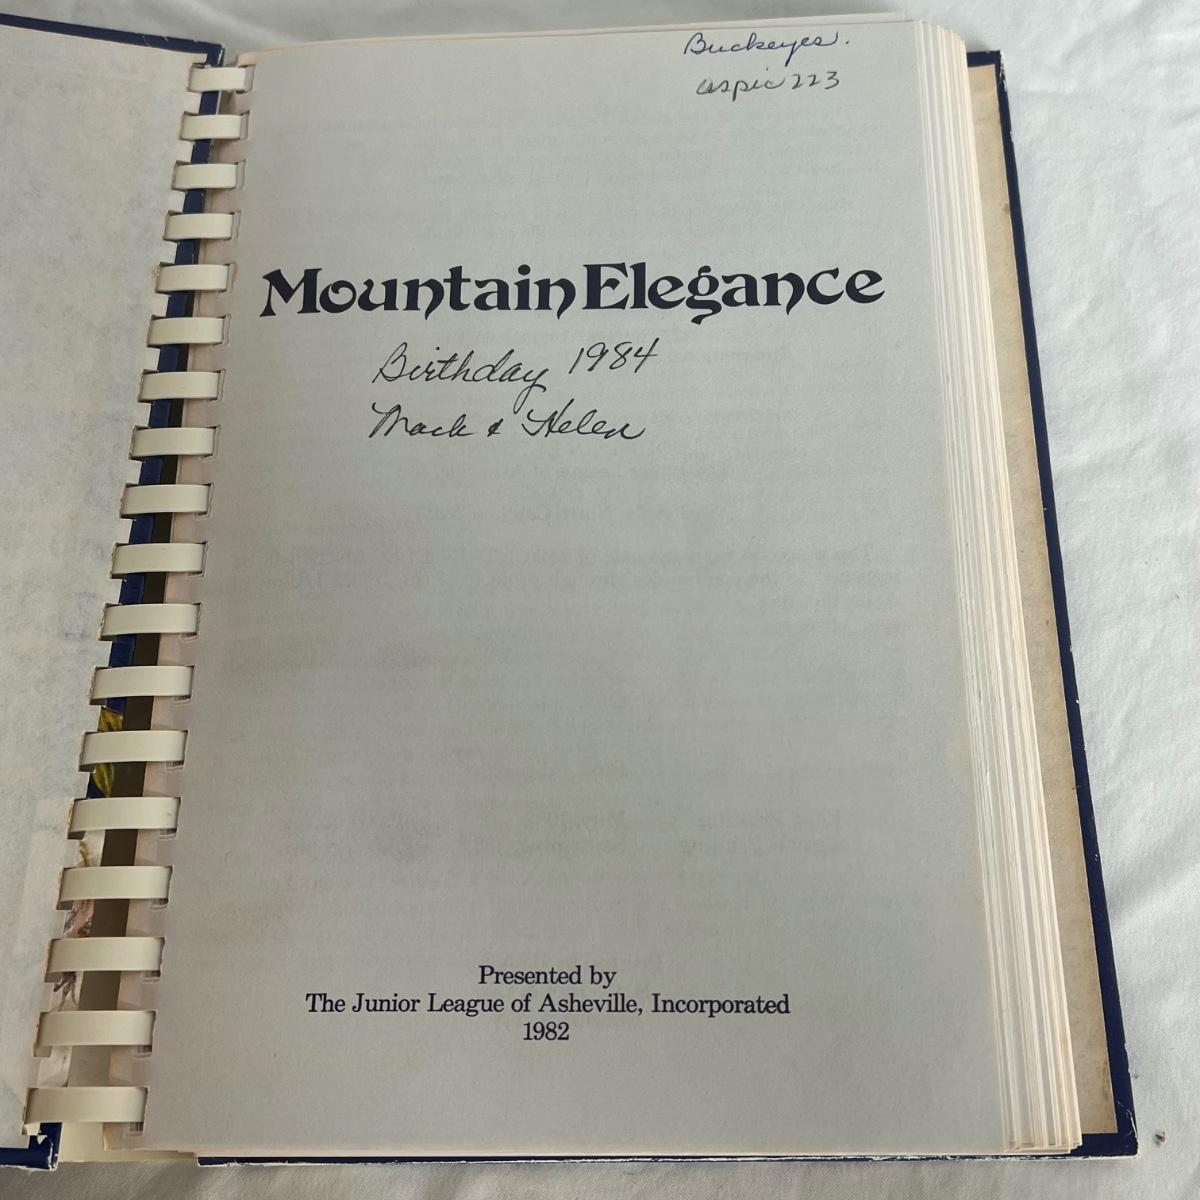 Buckeyes.
aspic 223
Mountain Elegance
Birthday 1984
Mack & Helen
Presented by
The Junior League of Asheville, Incorporated
1982